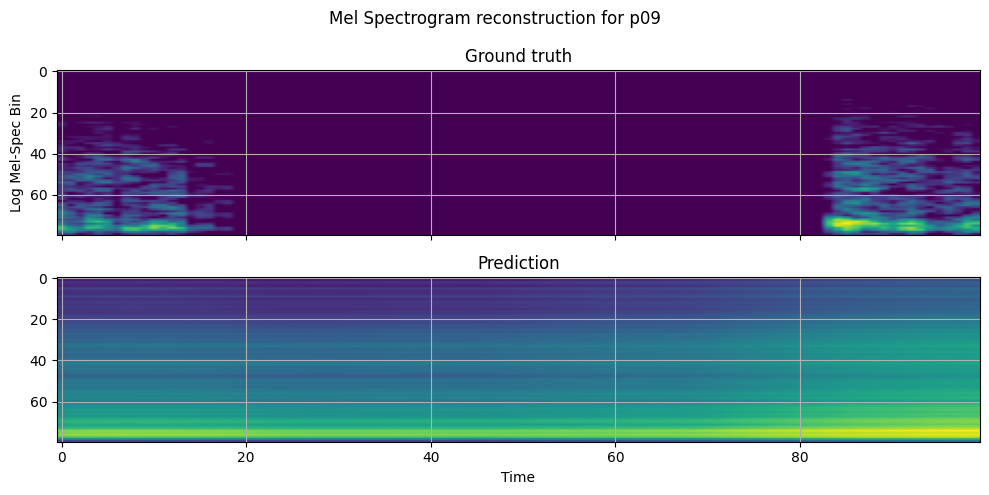 Mel Spectrogram reconstruction for p09
Ground truth
Log Mel-Spec Bin
0
20
40
60
Prediction
0
20
40
60
0 20 40 60 80
Time